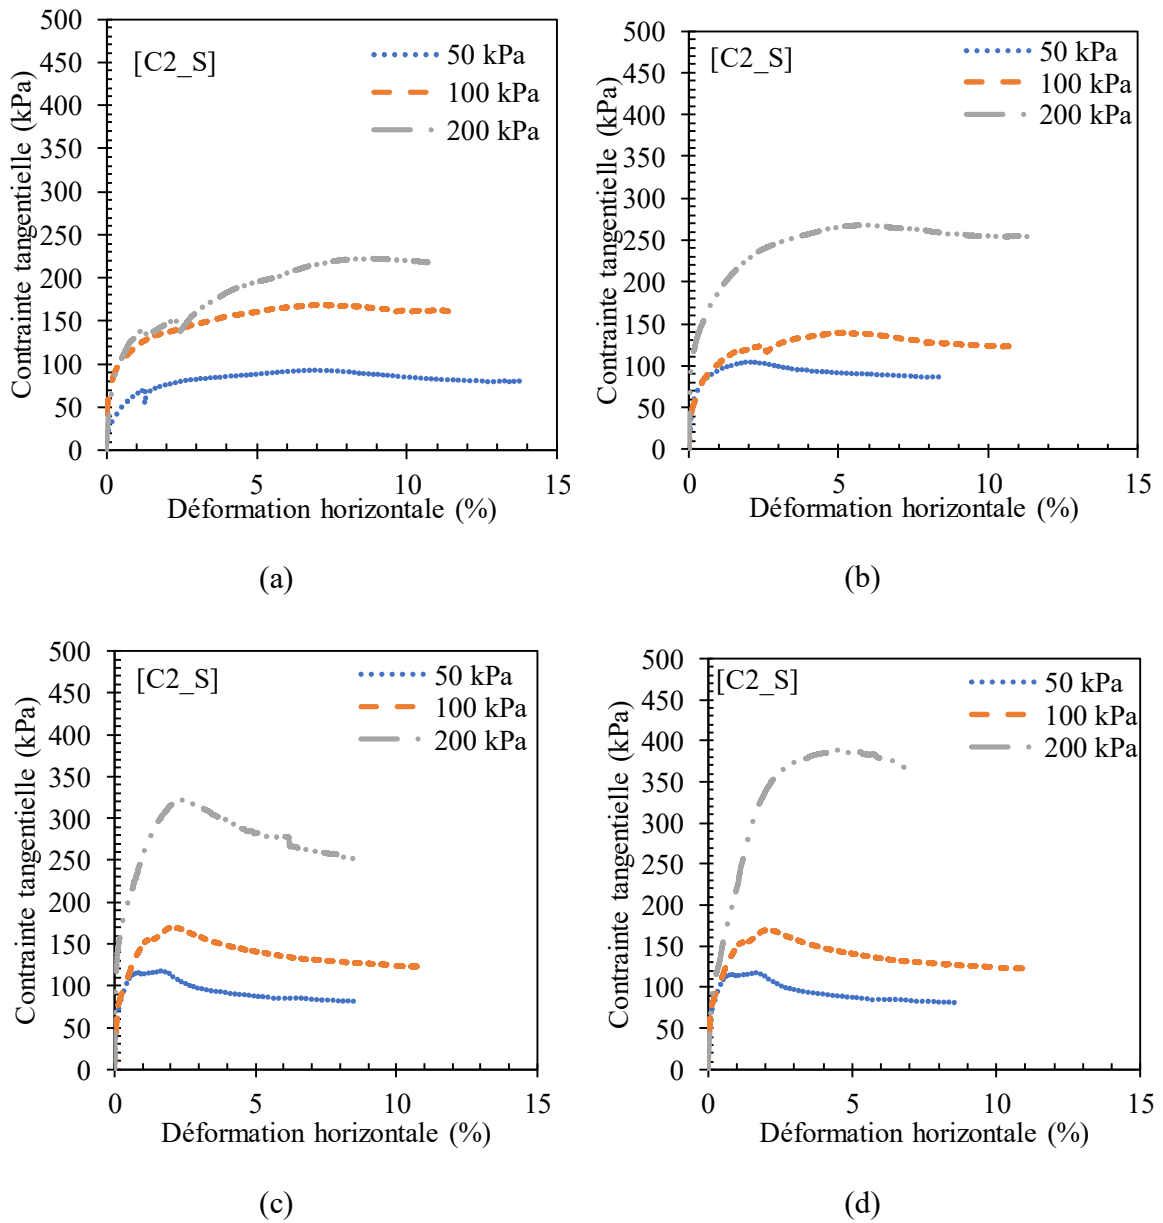 500
450
400
350
300
250
200
150
100
50
0
0 5 10 15
Contrainte tangentielle (kPa)
Déformation horizontale (%)
[C2_S]
50 kPa
100 kPa
200 kPa
(a)
500
450
400
350
300
250
200
150
100
50
0
0 5 10 15
Contrainte tangentielle (kPa)
Déformation horizontale (%)
[C2_S]
50 kPa
100 kPa
200 kPa
(b)
500
450
400
350
300
250
200
150
100
50
0
0 5 10 15
Contrainte tangentielle (kPa)
Déformation horizontale (%)
[C2_S]
50 kPa
100 kPa
200 kPa
(c)
500
450
400
350
300
250
200
150
100
50
0
0 5 10 15
Contrainte tangentielle (kPa)
Déformation horizontale (%)
[C2_S]
50 kPa
100 kPa
200 kPa
(d)